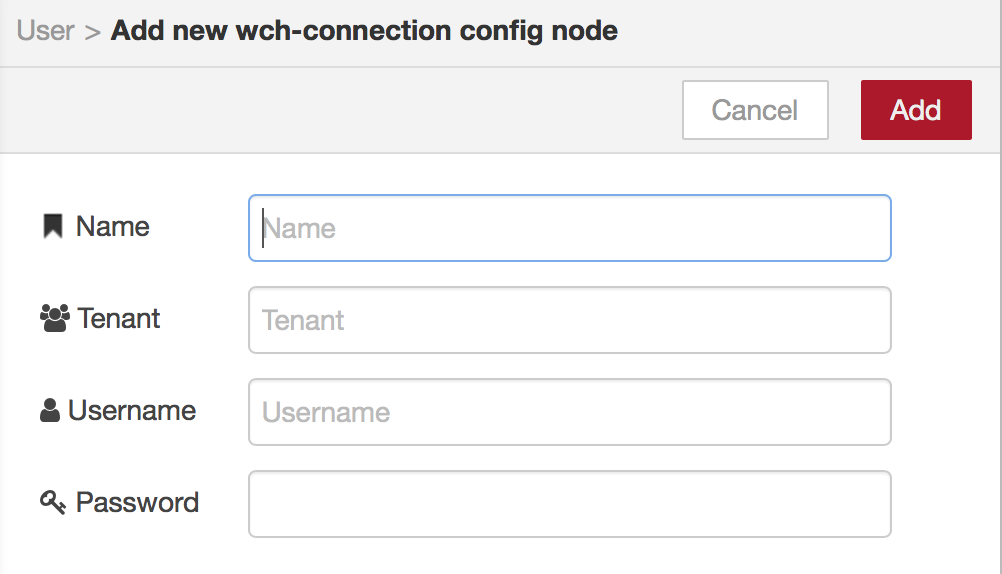 User > Add new wch-connection config node
Cancel Add
Name Name
Tenant Tenant
Username Username
Password